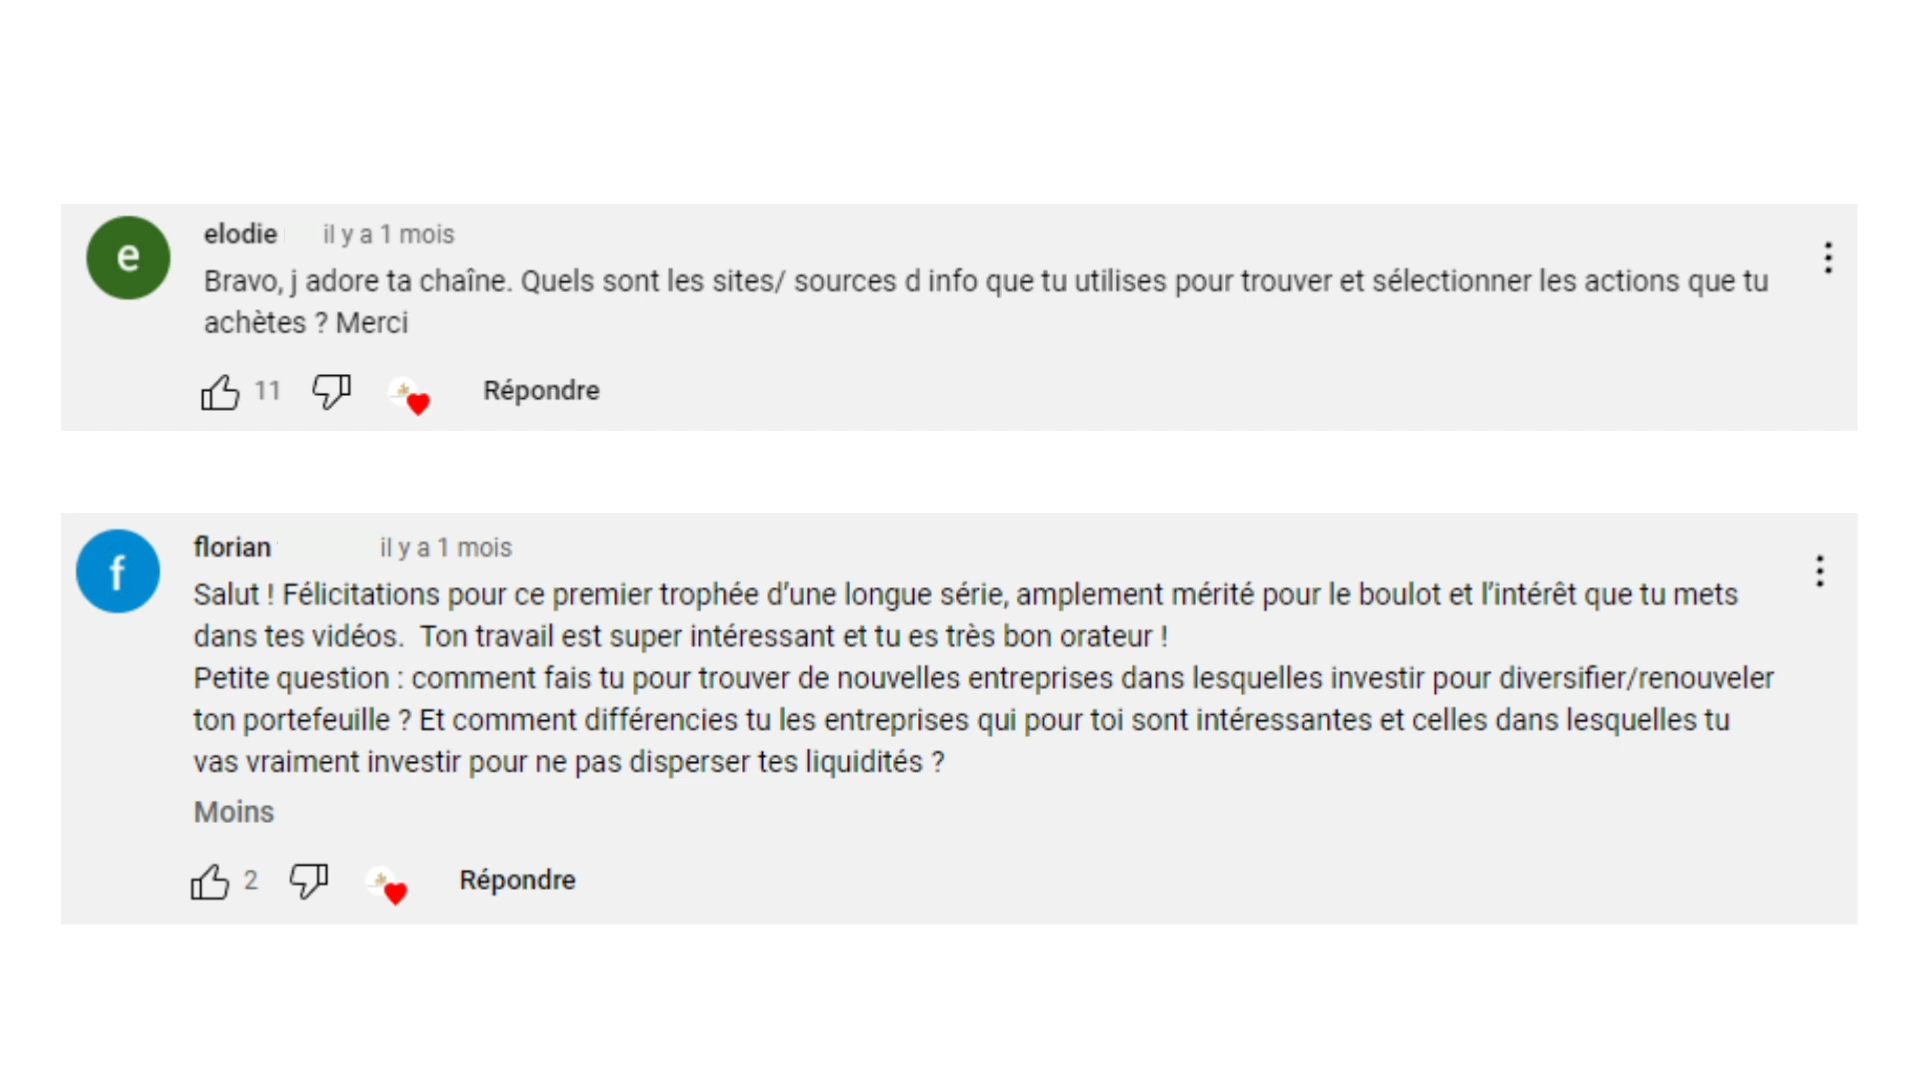 e
elodie il y a 1 mois
Bravo, j adore ta chaîne. Quels sont les sites/ sources d info que tu utilises pour trouver et sélectionner les actions que tu
achètes ? Merci
11 Répondre
f
florian il y a 1 mois
Salut ! Félicitations pour ce premier trophée d’une longue série, amplement mérité pour le boulot et l’intérêt que tu mets
dans tes vidéos.  Ton travail est super intéressant et tu es très bon orateur !
Petite question : comment fais tu pour trouver de nouvelles entreprises dans lesquelles investir pour diversifier/renouveler
ton portefeuille ? Et comment différencies tu les entreprises qui pour toi sont intéressantes et celles dans lesquelles tu
vas vraiment investir pour ne pas disperser tes liquidités ?
Moins
2 Répondre